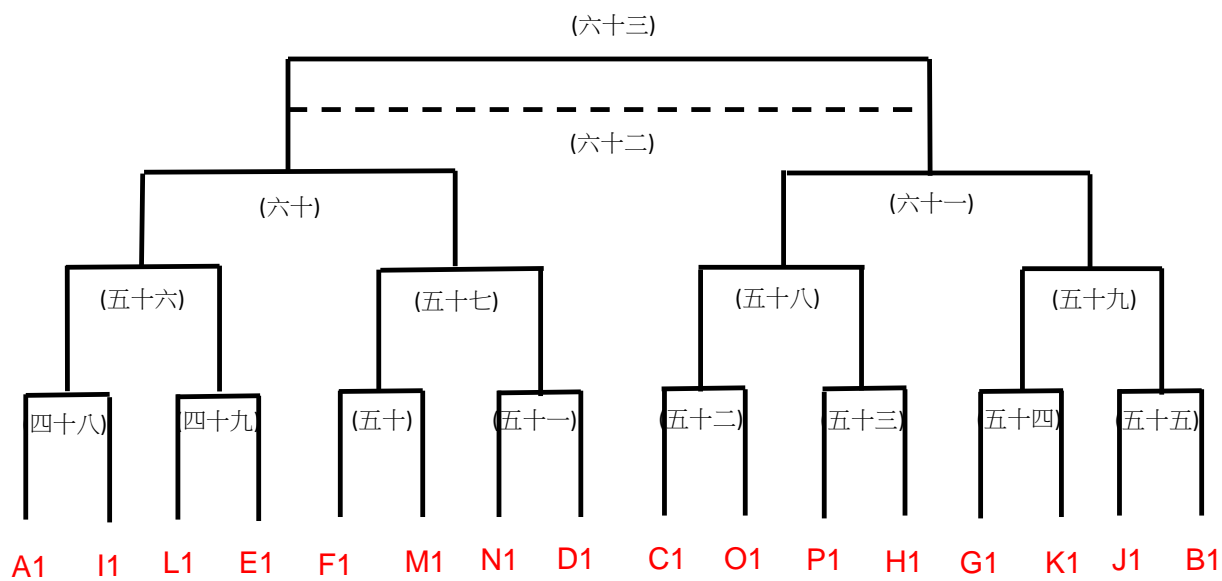 (六十三)
(六十二)
(六十) (六十一)
(五十六) (五十七) (五十八) (五十九)
(四十八) (四十九) (五十) (五十一) (五十二) (五十三) (五十四) (五十五)
A1 I1 L1 E1 F1 M1 N1 D1 C1 O1 P1 H1 G1 K1 J1 B1